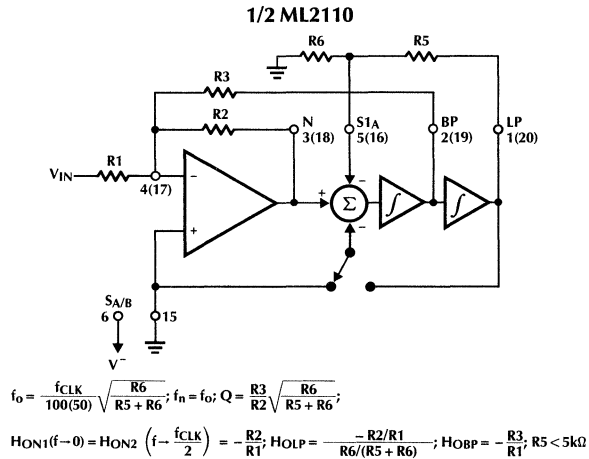 1/2 ML2110
R6
R5
R3
R2
N
3(18)
S1A
5(16)
BP
2(19)
LP
1(20)
VIN
R1
4(17)
−
+
+
Σ
−
−
∫
∫
SA/B
6
15
V−
fo = fCLK/100(50) √(R6/(R5 + R6)); fn = fo; Q = R3/R2 √(R6/(R5 + R6));
HON1(f→0) = HON2 (f→ fCLK/2) = −R2/R1; HOLP = −R2/R1/(R6/(R5 + R6)); HOBP = −R3/R1; R5 < 5kΩ